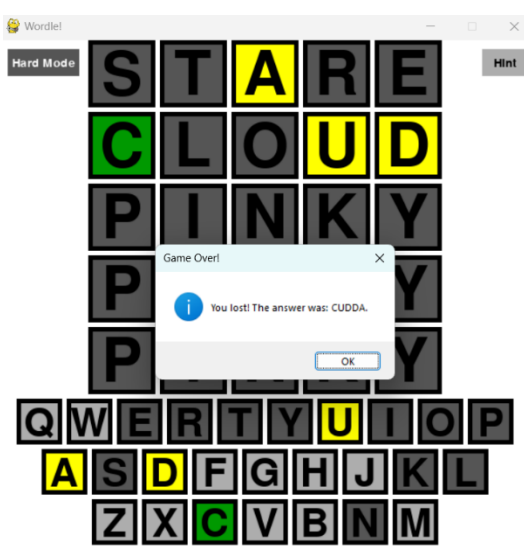 Wordle!
Hard Mode
Hint
STARE
CLOUD
PINKY
Game Over!
P Y
You lost! The answer was: CUDDA.
OK
P Y
QWERTYUIOP
ASDFGHJKL
ZXCVBNM